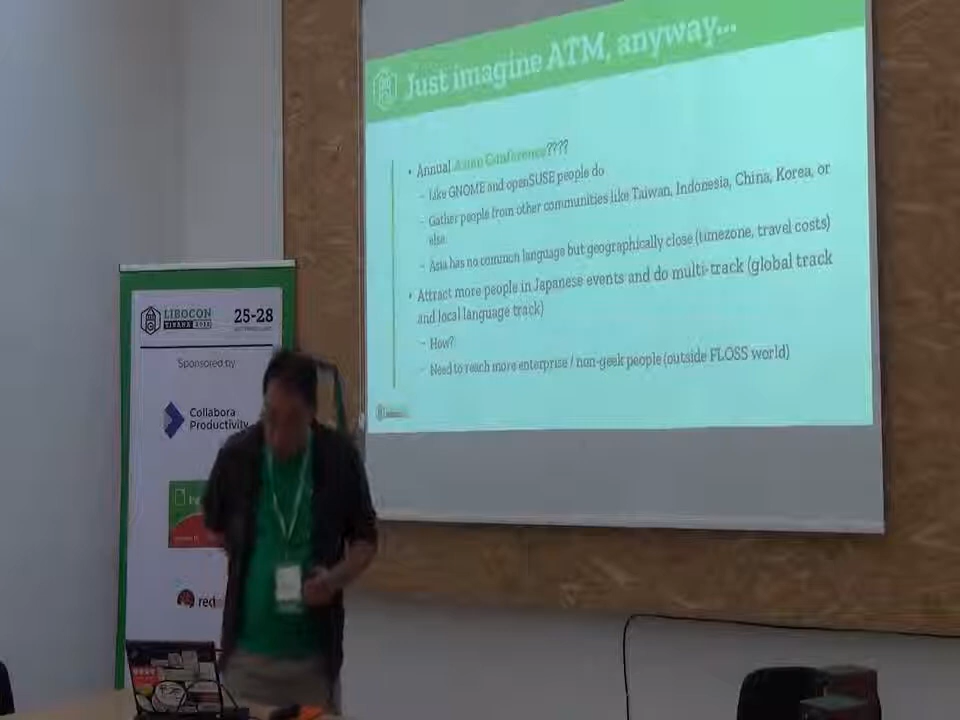 Just imagine ATM, anyway...
• Annual Asian Conference????
– Like GNOME and openSUSE people do
– Gather people from other communities like Taiwan, Indonesia, China, Korea, or
else.
– Asia has no common language but geographically close (timezone, travel costs)
• Attract more people in Japanese events and do multi-track (global track
and local language track)
– How?
– Need to reach more enterprise / non-geek people (outside FLOSS world)
LIBOCON
TIRANA 2018
25-28
Sponsored by
Collabora
Productivity
red